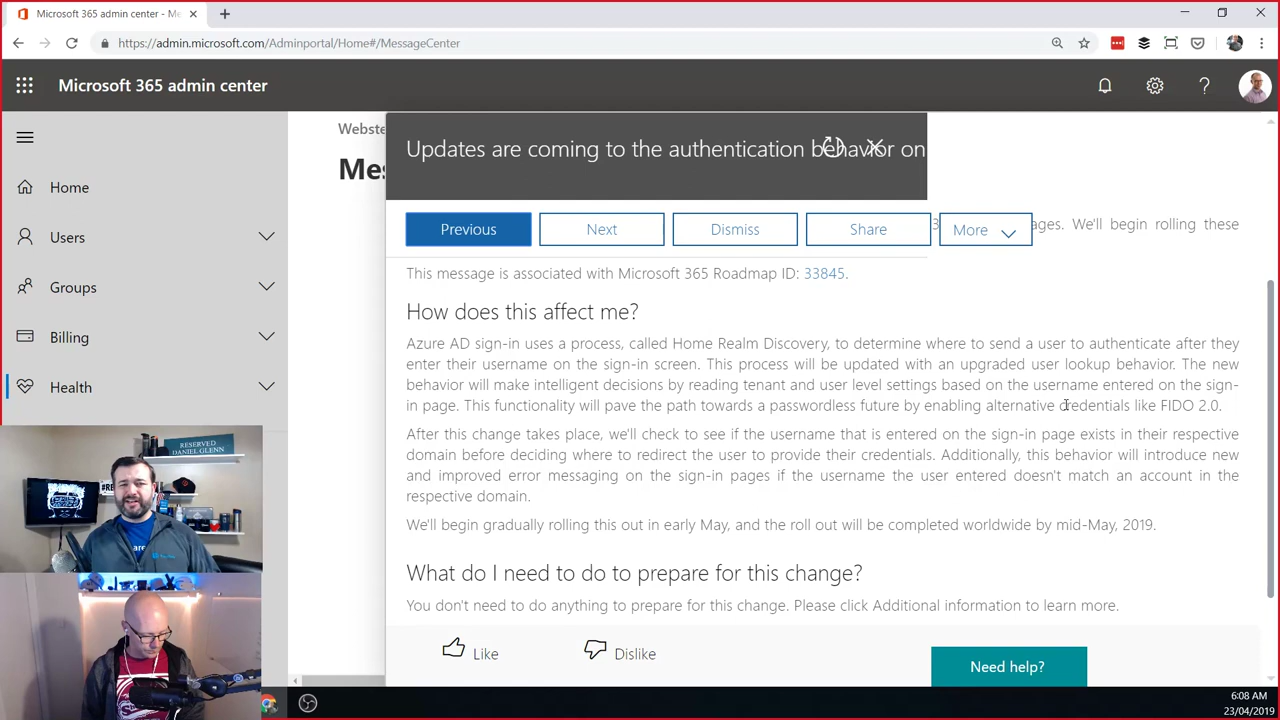 Microsoft 365 admin center - Me
https://admin.microsoft.com/Adminportal/Home#/MessageCenter
Microsoft 365 admin center
Home
Users
Groups
Billing
Health
Webste
Mes
Updates are coming to the authentication behavior on
Previous
Next
Dismiss
Share
More
ages. We'll begin rolling these
This message is associated with Microsoft 365 Roadmap ID: 33845.
How does this affect me?
Azure AD sign-in uses a process, called Home Realm Discovery, to determine where to send a user to authenticate after they
enter their username on the sign-in screen. This process will be updated with an upgraded user lookup behavior. The new
behavior will make intelligent decisions by reading tenant and user level settings based on the username entered on the sign-
in page. This functionality will pave the path towards a passwordless future by enabling alternative credentials like FIDO 2.0.
After this change takes place, we'll check to see if the username that is entered on the sign-in page exists in their respective
domain before deciding where to redirect the user to provide their credentials. Additionally, this behavior will introduce new
and improved error messaging on the sign-in pages if the username the user entered doesn't match an account in the
respective domain.
We'll begin gradually rolling this out in early May, and the roll out will be completed worldwide by mid-May, 2019.
What do I need to do to prepare for this change?
You don't need to do anything to prepare for this change. Please click Additional information to learn more.
Like
Dislike
Need help?
RESERVED
DANIEL GLENN
6:08 AM
23/04/2019